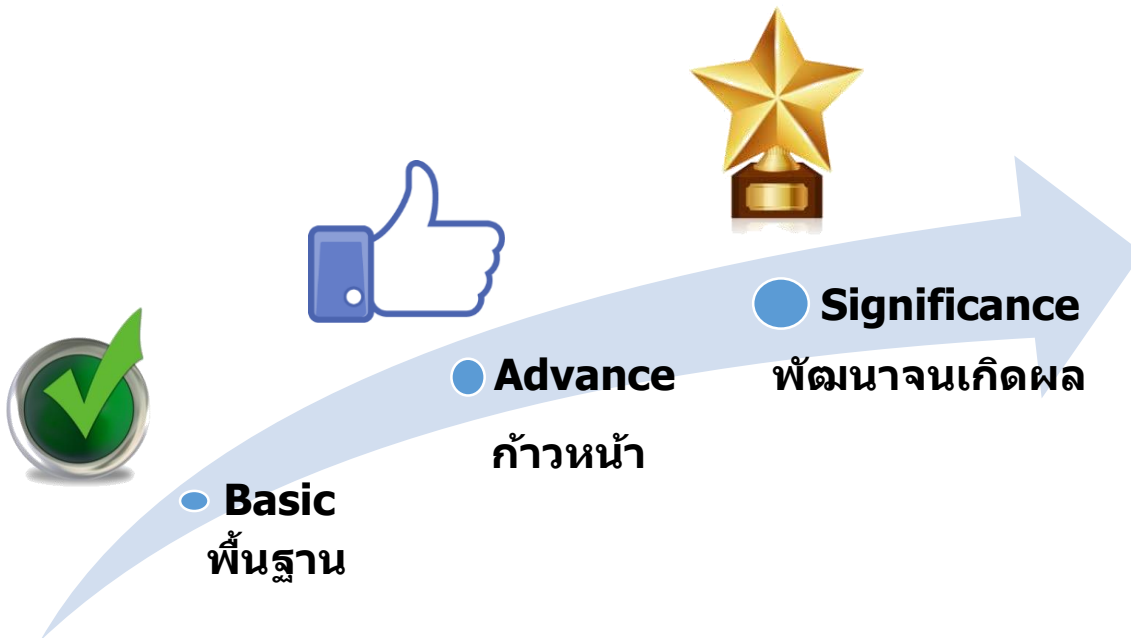 Significance
พัฒนาจนเกิดผล
Advance
ก้าวหน้า
Basic
พื้นฐาน